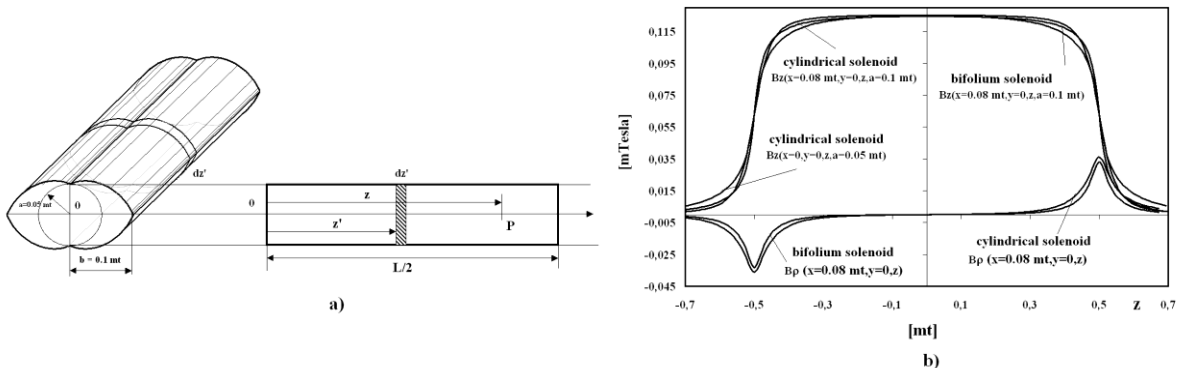 dz'
a=0.05 mt
0
b = 0.1 mt
0
dz'
z
P
z'
L/2
a)
[mTesla]
0,115
0,095
0,075
0,055
0,035
0,015
-0,005
-0,025
-0,045
cylindrical solenoid
Bz(x=0.08 mt,y=0,z,a=0.1 mt)
bifolium solenoid
Bz(x=0.08 mt,y=0,z,a=0.1 mt)
cylindrical solenoid
Bz(x=0,y=0,z,a=0.05 mt)
bifolium solenoid
Bρ (x=0.08 mt,y=0,z)
cylindrical solenoid
Bρ (x=0.08 mt,y=0,z)
-0,7 -0,5 -0,3 -0,1 0,1 0,3 0,5 z 0,7
[mt]
b)